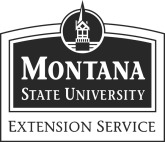 MONTANA
STATE UNIVERSITY
EXTENSION SERVICE